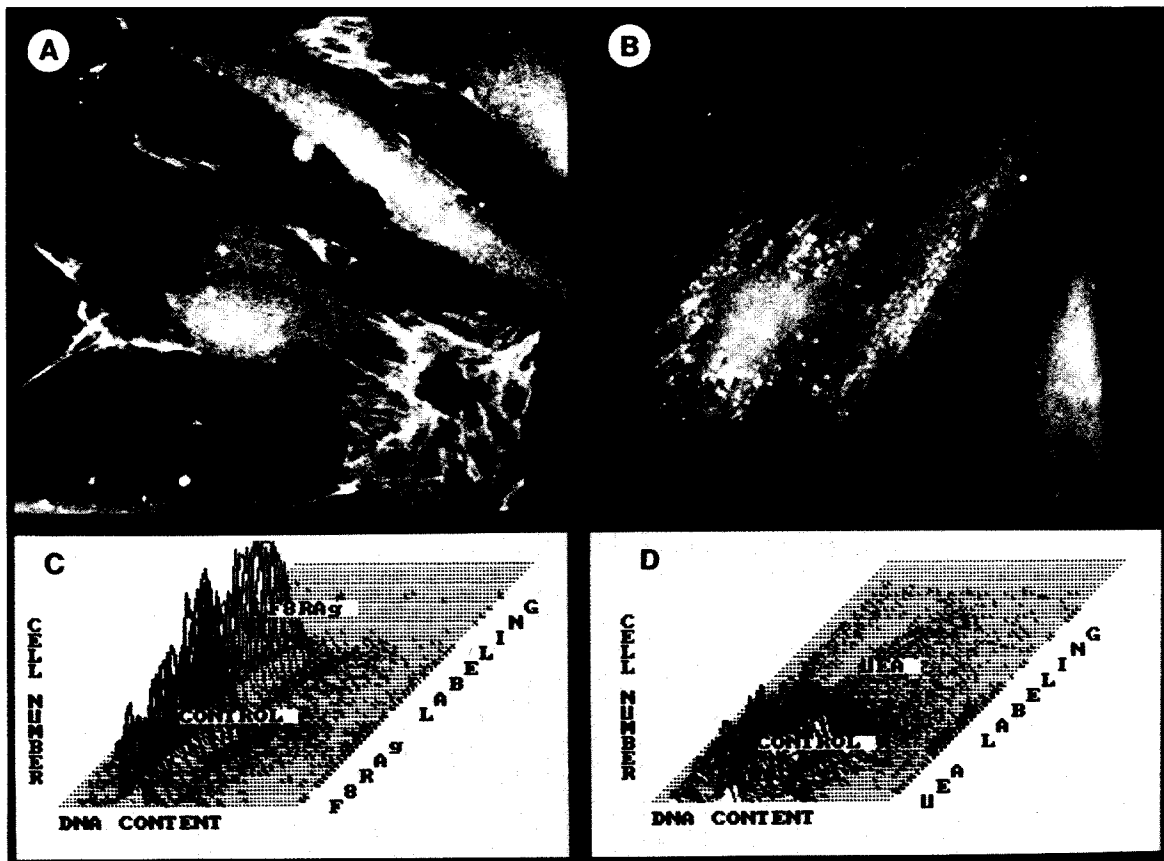 A
B
C
F8RAg
CONTROL
CELL NUMBER
DNA CONTENT
F8RAg LABELING
D
UEA
CONTROL
CELL NUMBER
DNA CONTENT
UEA LABELING